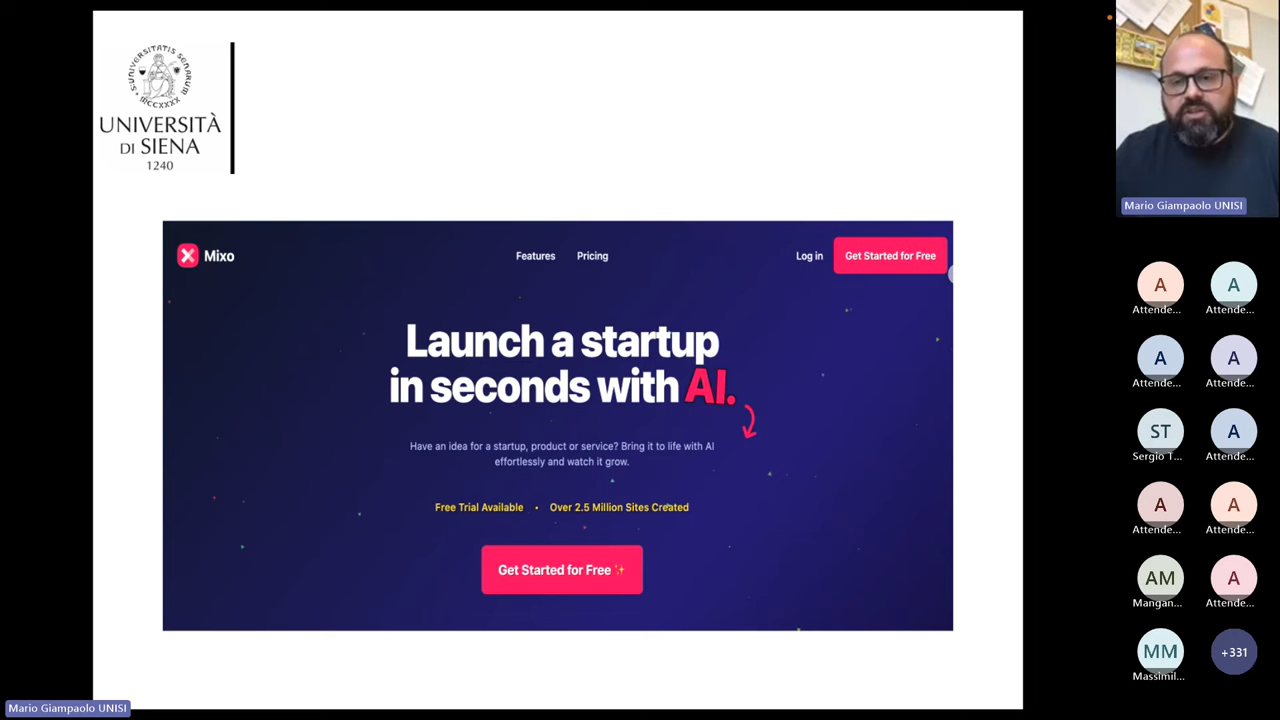 UNIVERSITÀ
DI SIENA
1240
Mixo
Features
Pricing
Log in
Get Started for Free
Launch a startup
in seconds with AI.
Have an idea for a startup, product or service? Bring it to life with AI
effortlessly and watch it grow.
Free Trial Available • Over 2.5 Million Sites Created
Get Started for Free
Mario Giampaolo UNISI
Mario Giampaolo UNISI
A
Attende...
A
Attende...
A
Attende...
A
Attende...
ST
Sergio T...
A
Attende...
A
Attende...
A
Attende...
AM
Mangan...
A
Attende...
MM
Massimil...
+331